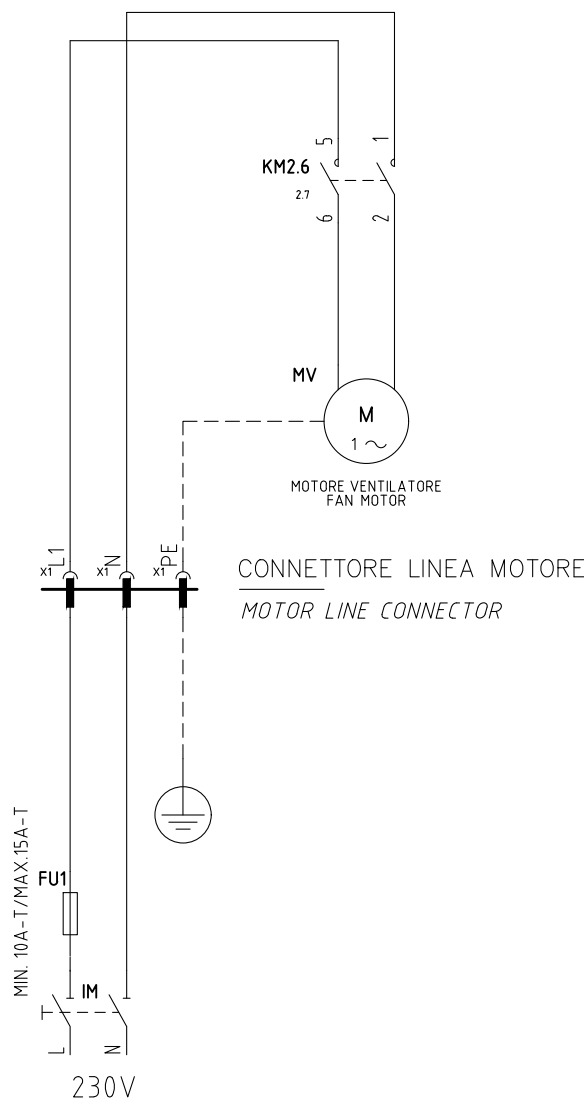 5
1
KM2.6
2.7
6
2
MV
M
1 ~
MOTORE VENTILATORE
FAN MOTOR
x1
L1
x1
N
x1
PE
CONNETTORE LINEA MOTORE
MOTOR LINE CONNECTOR
MIN. 10A-T/MAX.15A-T
FU1
IM
L
N
230V